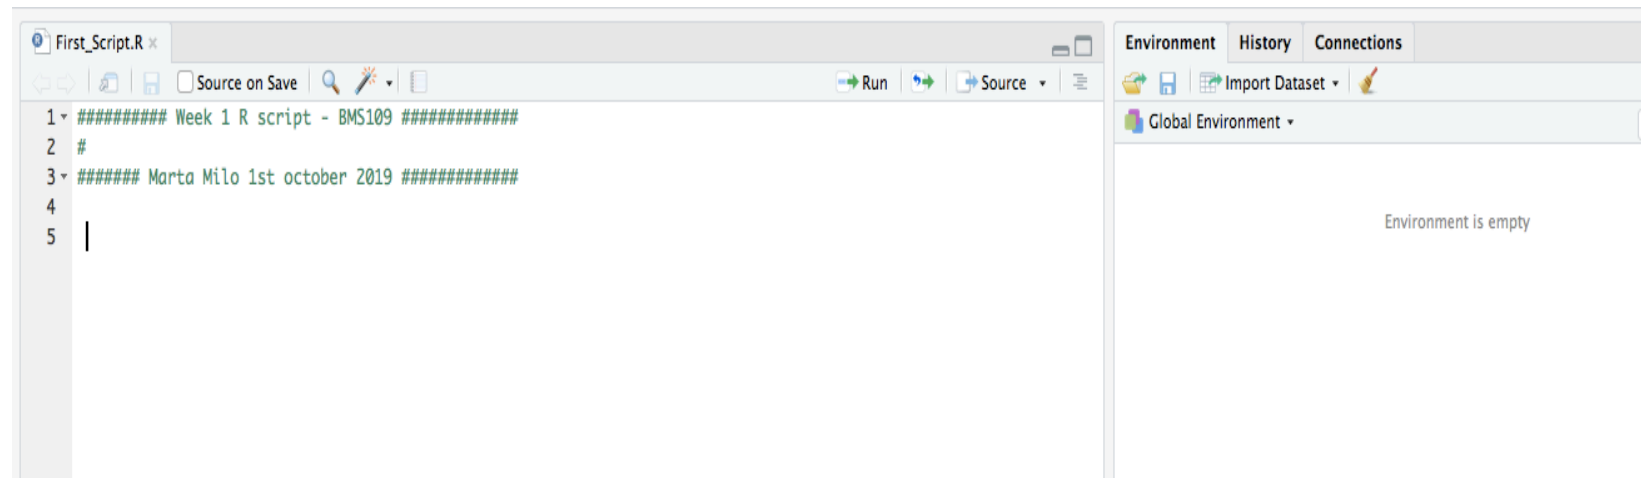 First_Script.R
Environment History Connections
Source on Save Run Source Import Dataset
1 ########## Week 1 R script - BMS109 #############
Global Environment
2 #
3 ####### Marta Milo 1st october 2019 #############
4
Environment is empty
5